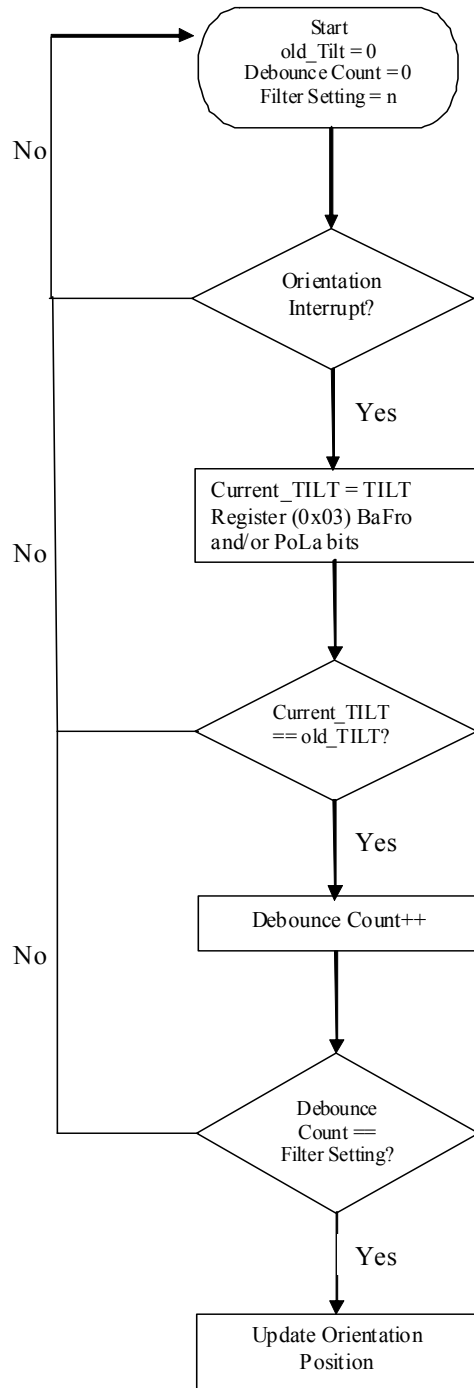 Start
old_Tilt = 0
Debounce Count = 0
Filter Setting = n
No
Orientation
Interrupt?
Yes
Current_TILT = TILT
Register (0x03) BaFro
and/or PoLa bits
No
Current_TILT
== old_TILT?
Yes
Debounce Count++
No
Debounce
Count ==
Filter Setting?
Yes
Update Orientation
Position